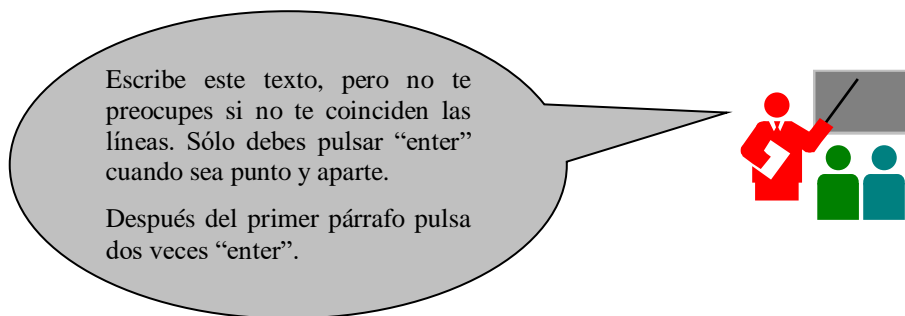 Escribe este texto, pero no te
preocupes si no te coinciden las
líneas. Sólo debes pulsar “enter”
cuando sea punto y aparte.
Después del primer párrafo pulsa
dos veces “enter”.